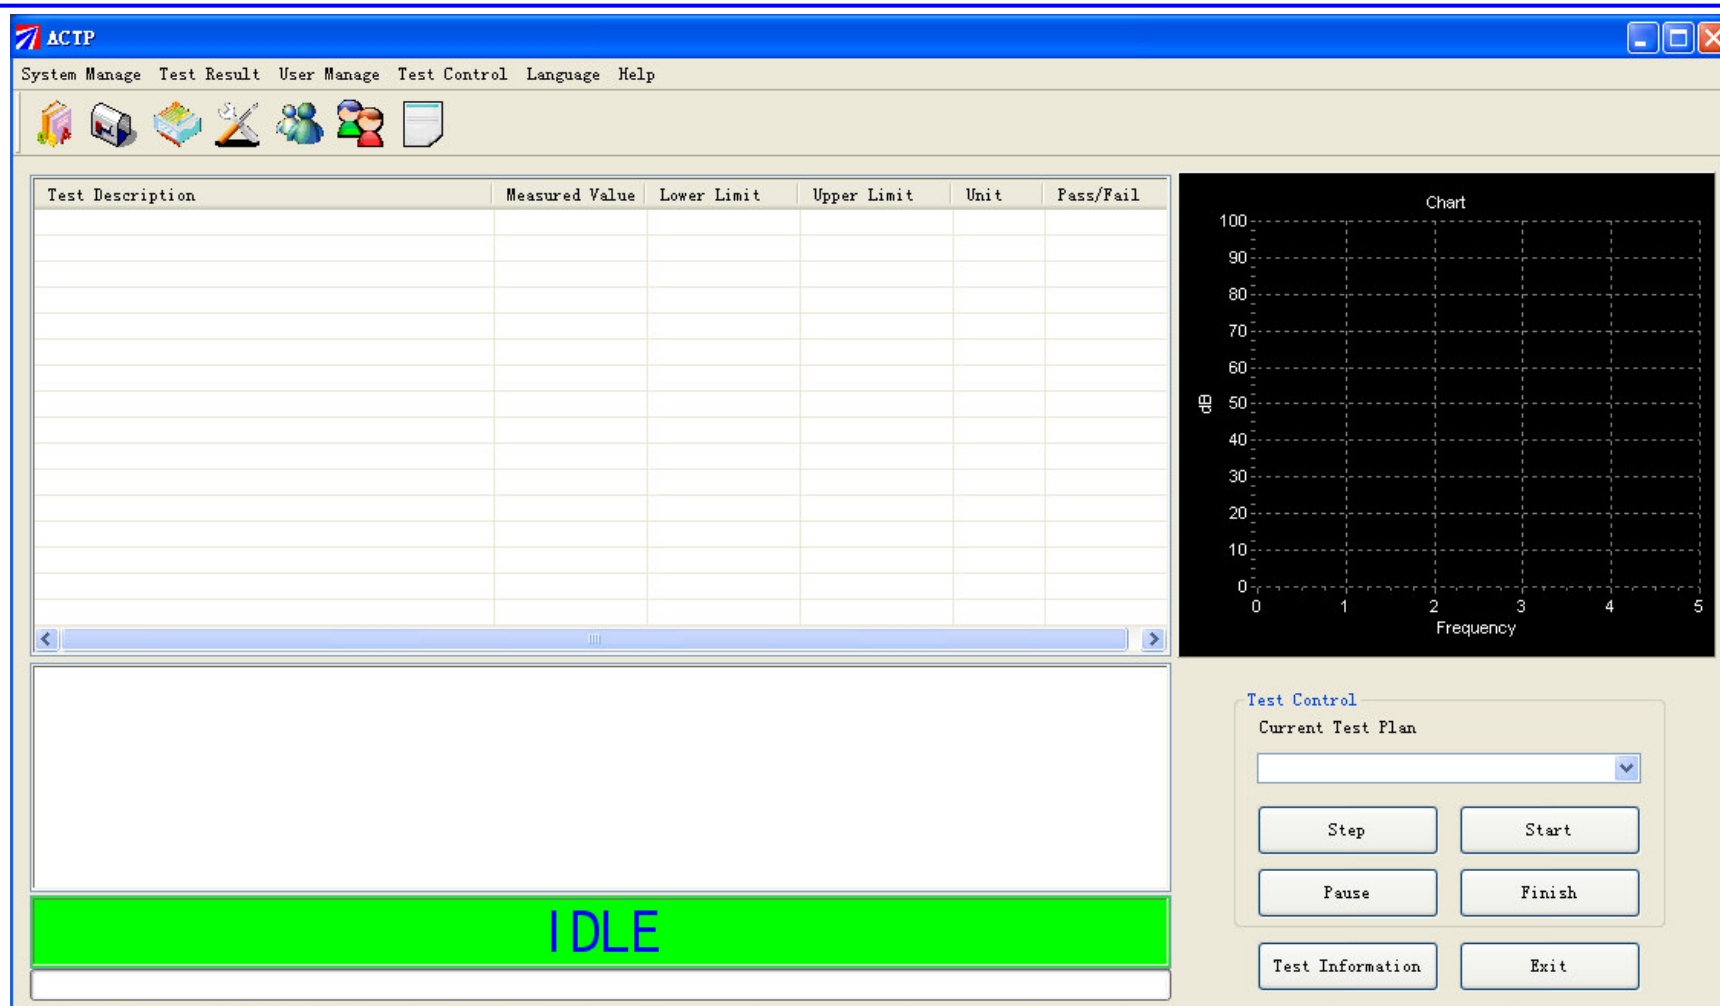 ACTP
System Manage Test Result User Manage Test Control Language Help
Test Description Measured Value Lower Limit Upper Limit Unit Pass/Fail
Chart
100
90
80
70
60
50
40
30
20
10
0
dB
0 1 2 3 4 5
Frequency
Test Control
Current Test Plan
Step Start
Pause Finish
IDLE
Test Information Exit